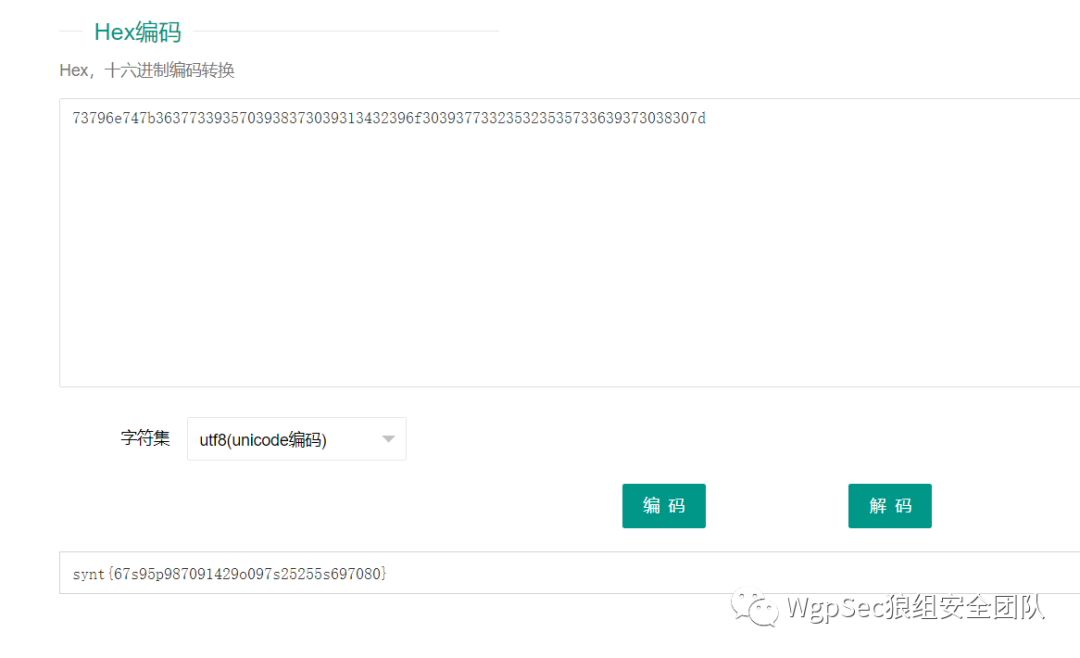 Hex编码
Hex，十六进制编码转换
73796e747b3637733935703938373039313432396f303937733235323535733639373038307d
字符集
utf8(unicode编码)
编 码
解 码
synt{67s95p987091429o097s25255s697080}
WgpSec狼组安全团队